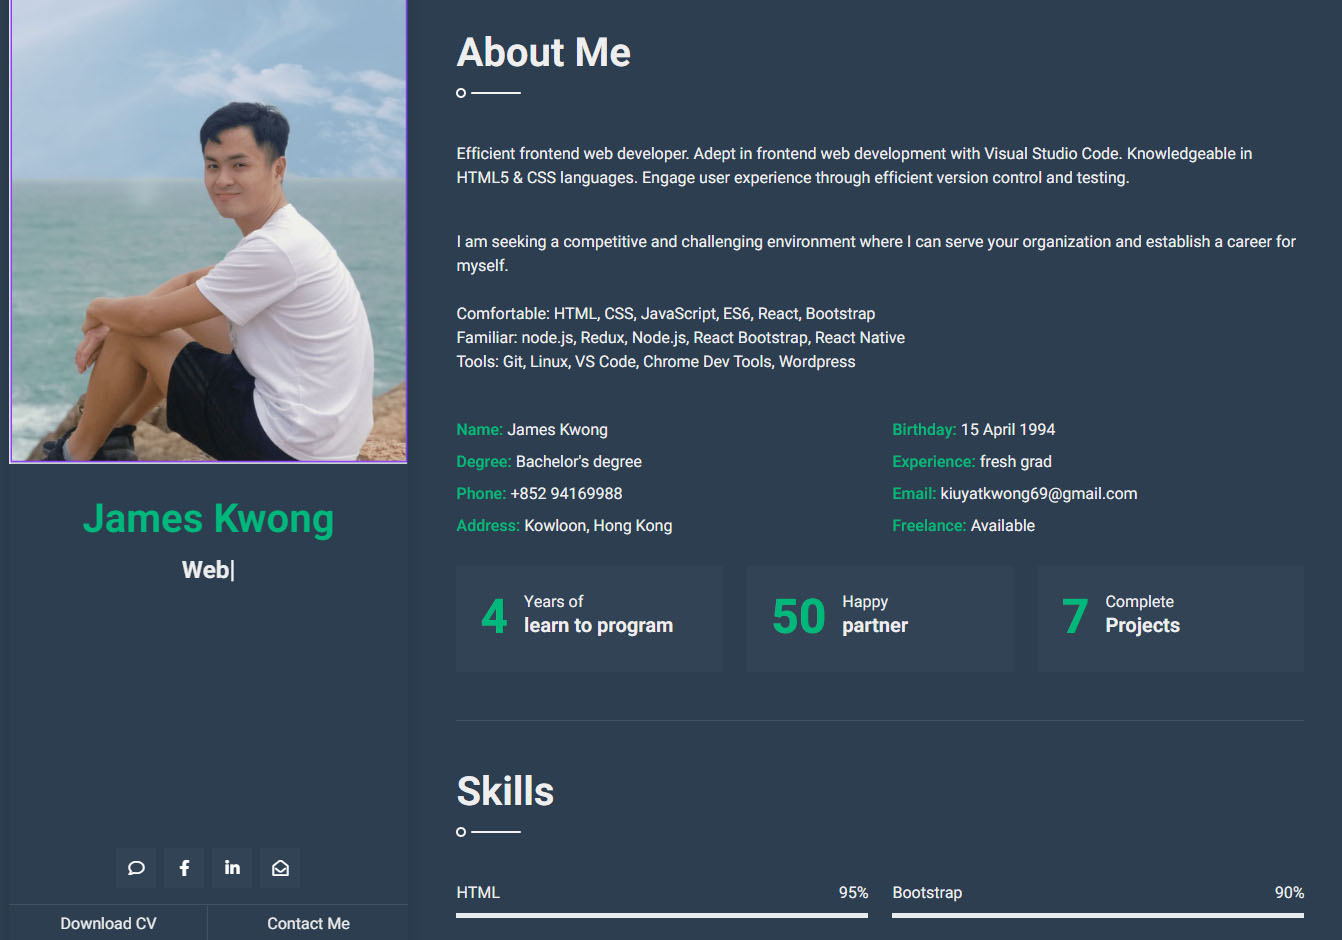 About Me
Efficient frontend web developer. Adept in frontend web development with Visual Studio Code. Knowledgeable in
HTML5 & CSS languages. Engage user experience through efficient version control and testing.
I am seeking a competitive and challenging environment where I can serve your organization and establish a career for
myself.
Comfortable: HTML, CSS, JavaScript, ES6, React, Bootstrap
Familiar: node.js, Redux, Node.js, React Bootstrap, React Native
Tools: Git, Linux, VS Code, Chrome Dev Tools, Wordpress
Name: James Kwong
Birthday: 15 April 1994
Degree: Bachelor's degree
Experience: fresh grad
Phone: +852 94169988
Email: kiuyatkwong69@gmail.com
Address: Kowloon, Hong Kong
Freelance: Available
4 Years of
learn to program
50 Happy
partner
7 Complete
Projects
Skills
HTML 95%
Bootstrap 90%
James Kwong
Web|
Download CV
Contact Me